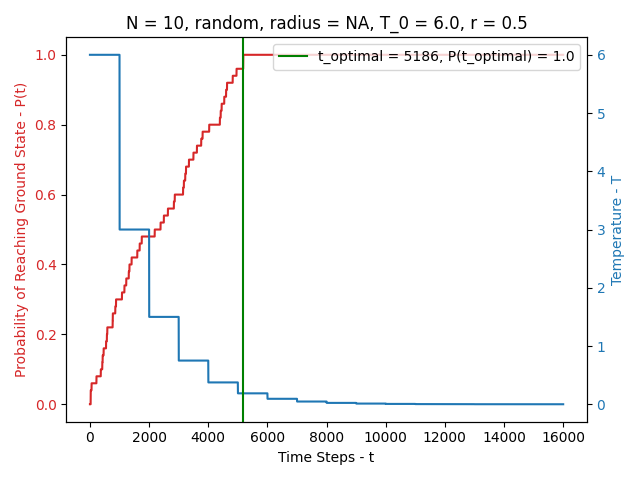 N = 10, random, radius = NA, T_0 = 6.0, r = 0.5
t_optimal = 5186, P(t_optimal) = 1.0
Probability of Reaching Ground State - P(t)
1.0
0.8
0.6
0.4
0.2
0.0
6
5
4
3
2
1
0
Temperature - T
0 2000 4000 6000 8000 10000 12000 14000 16000
Time Steps - t